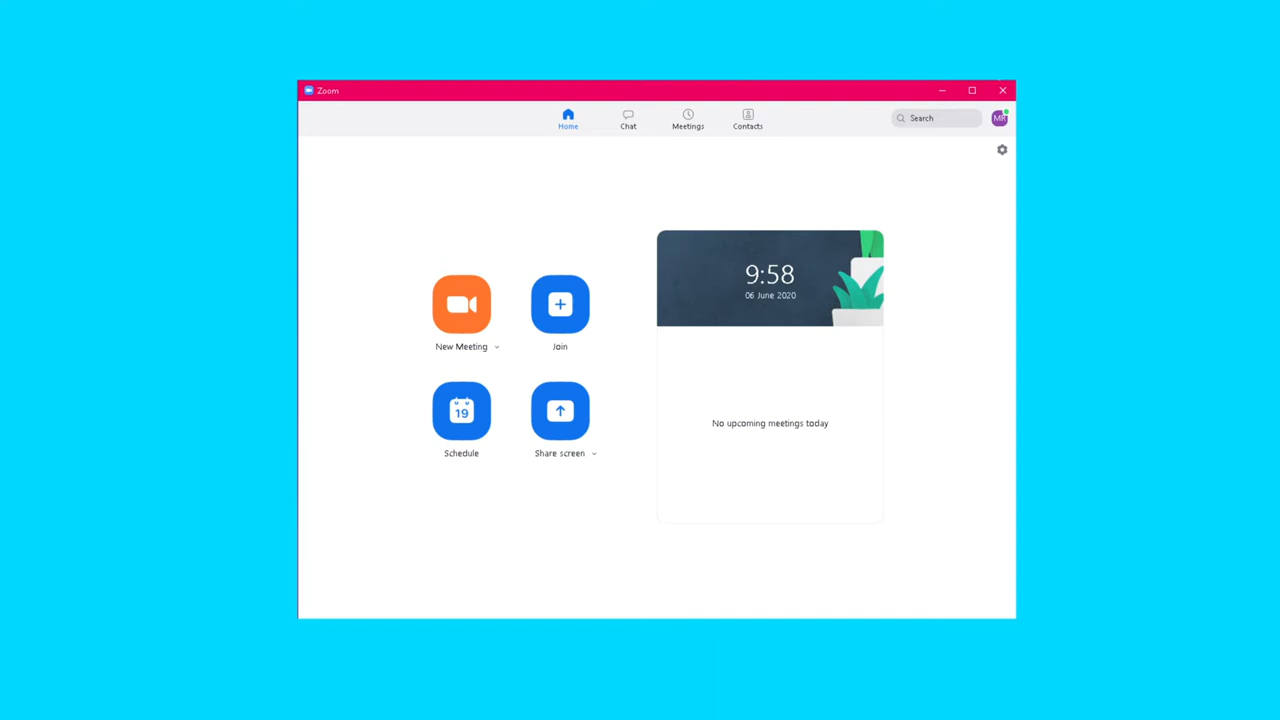 Zoom
Home
Chat
Meetings
Contacts
Search
MR
9:58
06 June 2020
New Meeting
Join
19
Schedule
Share screen
No upcoming meetings today